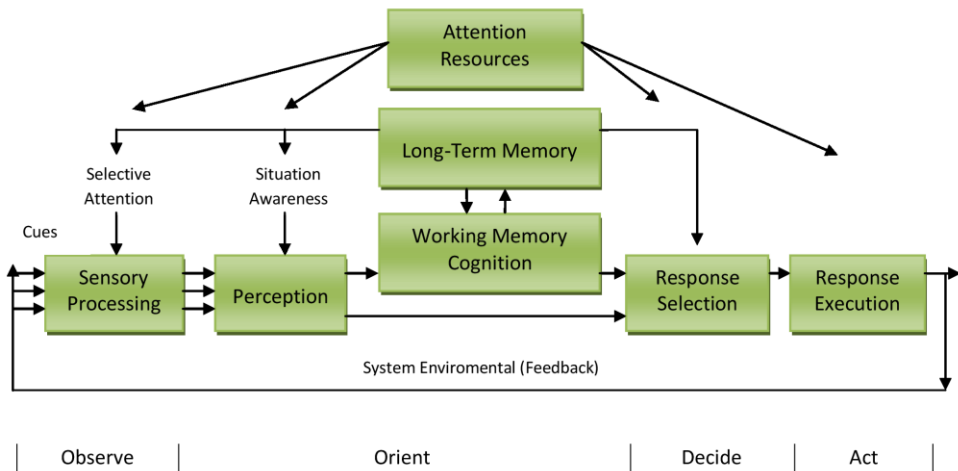 Attention
Resources
Long-Term Memory
Selective
Attention
Situation
Awareness
Cues
Working Memory
Cognition
Sensory
Processing
Perception
Response
Selection
Response
Execution
System Enviromental (Feedback)
| Observe | Orient | Decide | Act |